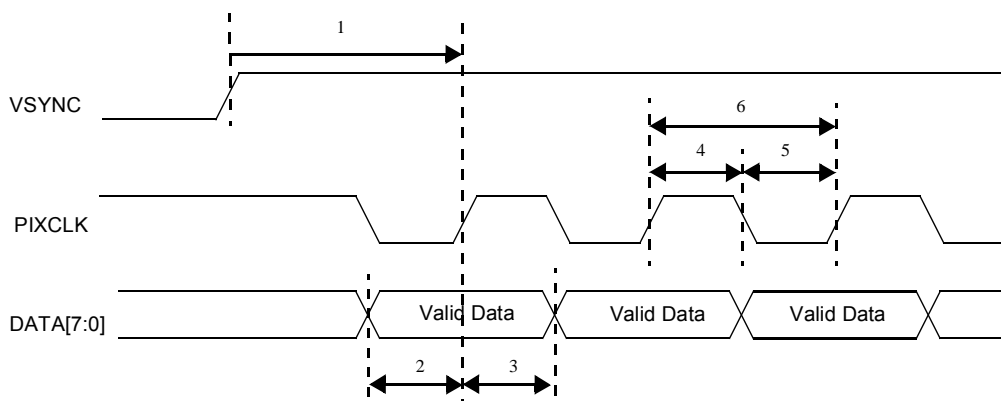 1
VSYNC
6
4 5
PIXCLK
DATA[7:0] Valid Data Valid Data Valid Data
2 3